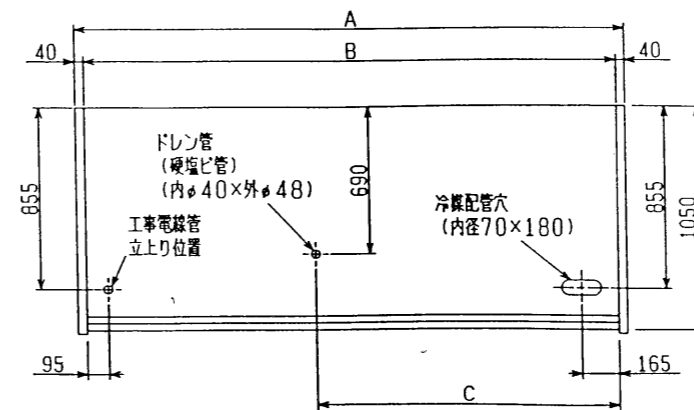 A
40
B
40
ドレン管
(硬塩ビ管)
(内φ40×外φ48)
690
855
工事電線管
立上り位置
冷媒配管穴
(内径70×180)
855
1050
95
165
C